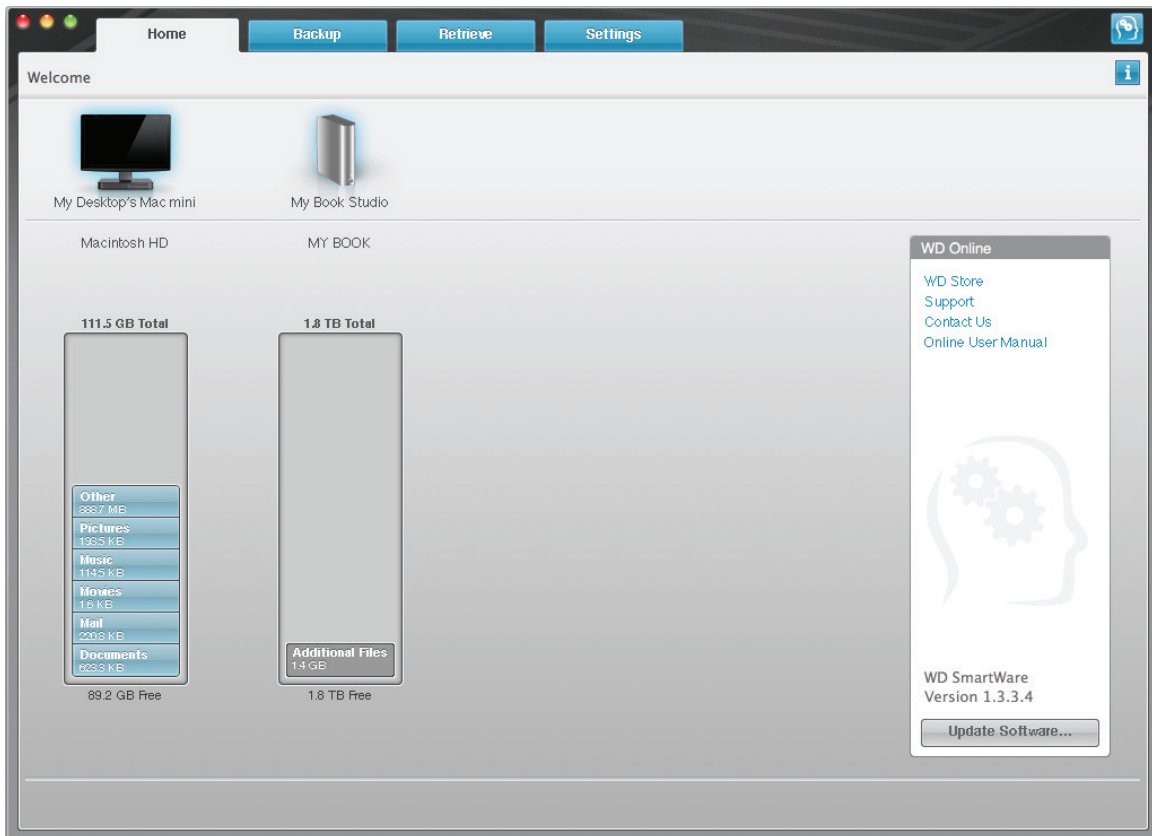 Home
Backup
Retrieve
Settings
Welcome
i
My Desktop's Mac mini
My Book Studio
Macintosh HD
MY BOOK
111.5 GB Total
1.8 TB Total
Other
888.7 MB
Pictures
193.5 KB
Music
114.5 KB
Movies
1.6 KB
Mail
220.8 KB
Documents
623.3 KB
89.2 GB Free
Additional Files
1.4 GB
1.8 TB Free
WD Online
WD Store
Support
Contact Us
Online User Manual
WD SmartWare
Version 1.3.3.4
Update Software...